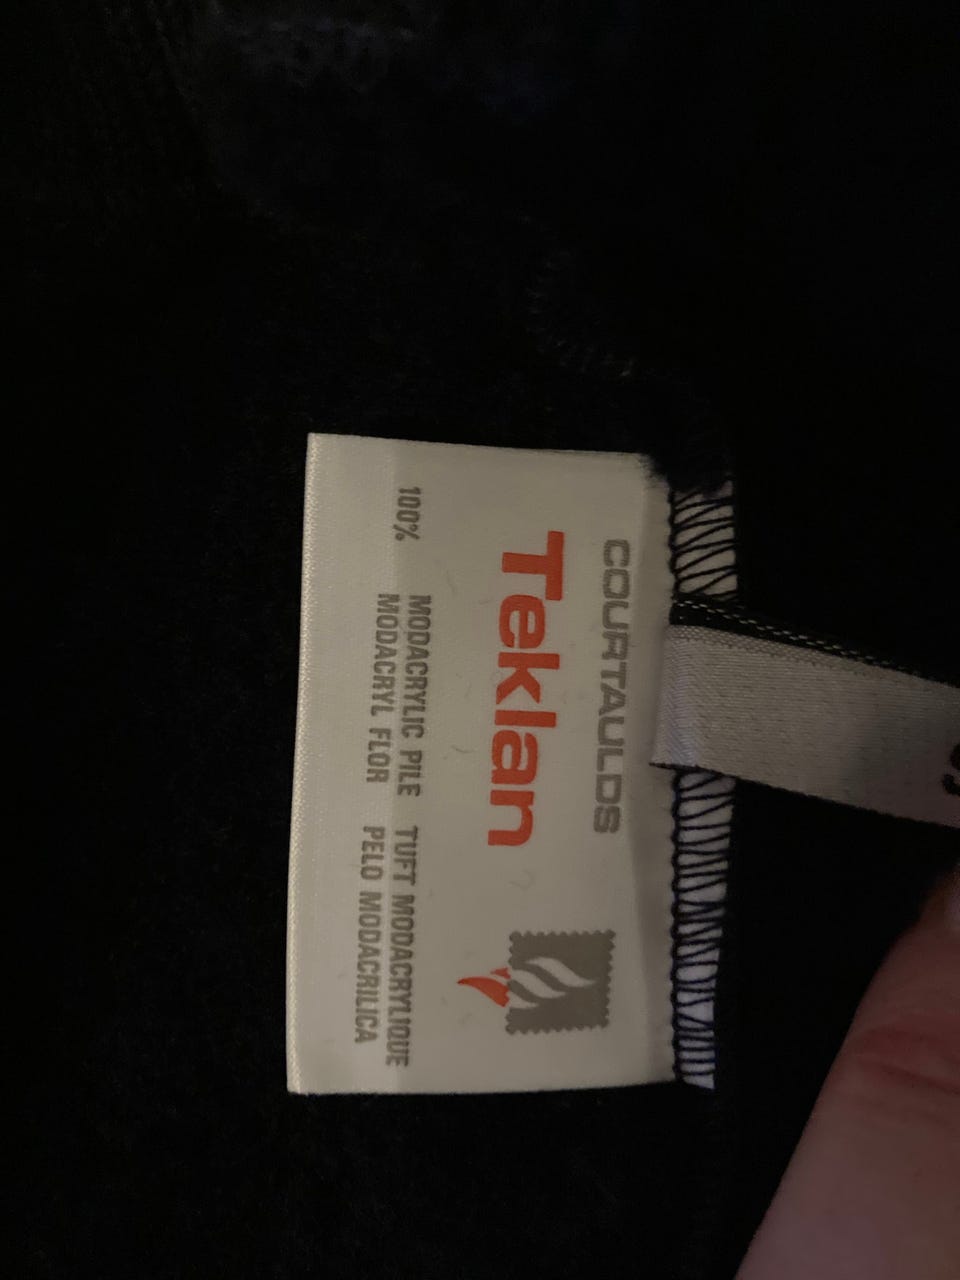 COURTAULDS
Teklan
100% MODACRYLIC PILE TUFT MODACRYLIQUE
MODACRYL FLOR PELO MODACRILICA